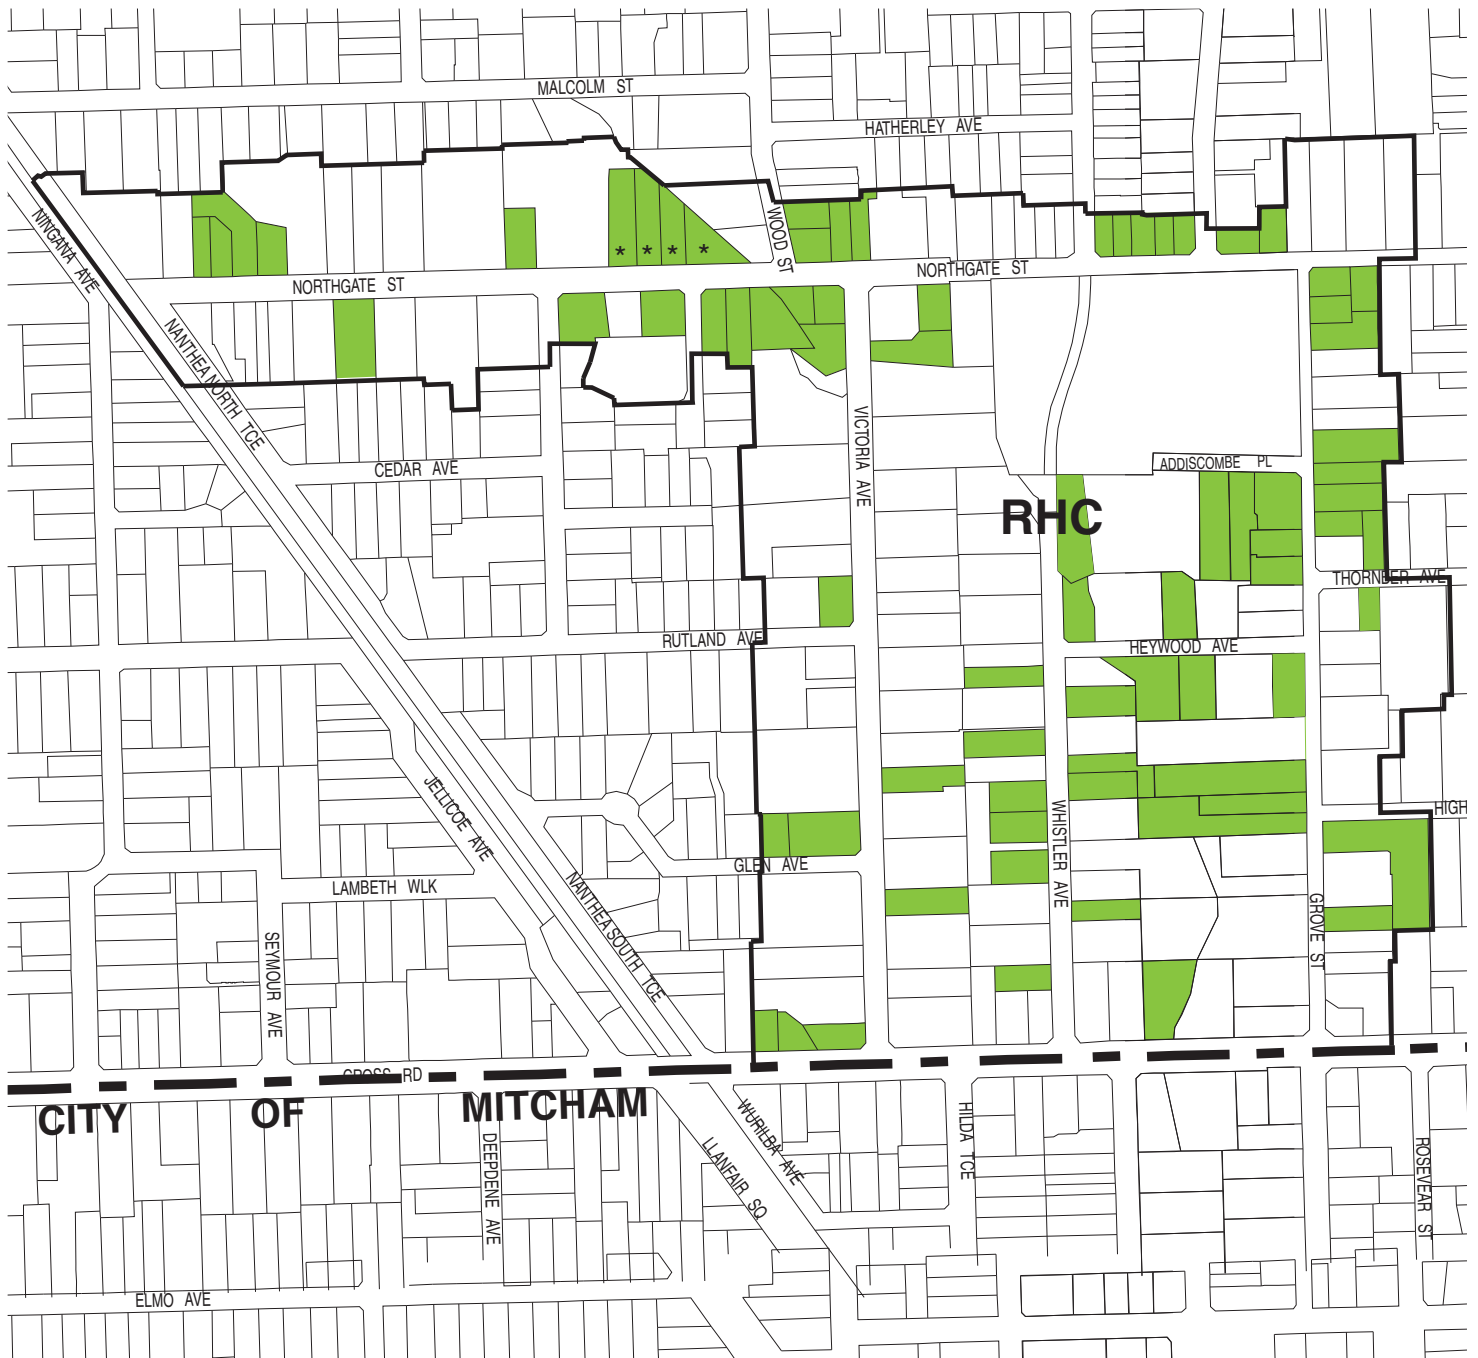 MALCOLM ST
HATHERLEY AVE
NINGANA AVE
WOOD ST
* * * *
NORTHGATE ST
NORTHGATE ST
NANTHEA NORTH TCE
CEDAR AVE
VICTORIA AVE
ADDISCOMBE PL
RHC
THORNBER AVE
RUTLAND AVE
HEYWOOD AVE
JELLICOE AVE
WHISTLER AVE
HIGH
GLEN AVE
LAMBETH WLK
NANTHEA SOUTH TCE
GROVE ST
SEYMOUR AVE
CROSS RD
CITY OF MITCHAM
DEEPDENE AVE
LLANFAIR SQ
WURILBA AVE
HILDA TCE
ROSEVEAR ST
ELMO AVE